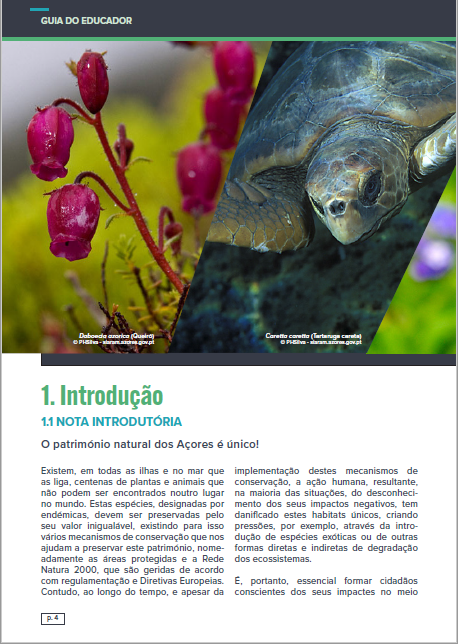 GUIA DO EDUCADOR
Daboecia azorica (Queiró)
© PHSilva - siaram.azores.gov.pt
Caretta caretta (Tartaruga careta)
© PHSilva - siaram.azores.gov.pt
1. Introdução
1.1 NOTA INTRODUTÓRIA
O património natural dos Açores é único!
Existem, em todas as ilhas e no mar que
as liga, centenas de plantas e animais que
não podem ser encontrados noutro lugar
no mundo. Estas espécies, designadas por
endémicas, devem ser preservadas pelo
seu valor inigualável, existindo para isso
vários mecanismos de conservação que nos
ajudam a preservar este património, nome-
adamente as áreas protegidas e a Rede
Natura 2000, que são geridas de acordo
com regulamentação e Diretivas Europeias.
Contudo, ao longo do tempo, e apesar da
implementação destes mecanismos de
conservação, a ação humana, resultante,
na maioria das situações, do desconheci-
mento dos seus impactos negativos, tem
danificado estes habitats únicos, criando
pressões, por exemplo, através da intro-
dução de espécies exóticas ou de outras
formas diretas e indiretas de degradação
dos ecossistemas.
É, portanto, essencial formar cidadãos
conscientes dos seus impactes no meio
p. 4